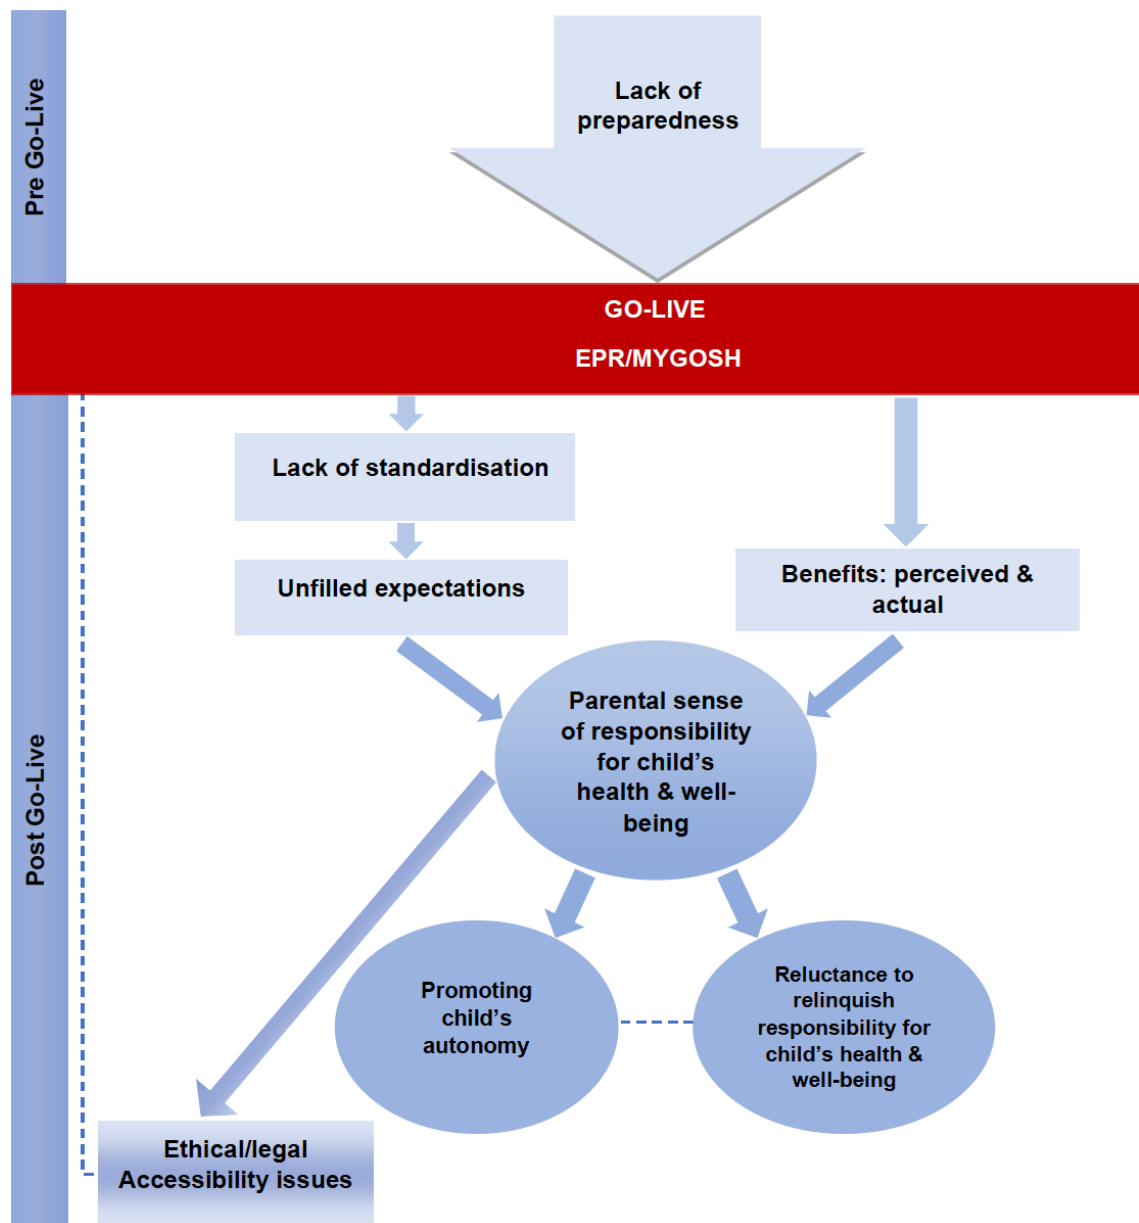 Pre Go-Live
Lack of
preparedness
GO-LIVE
EPR/MYGOSH
Post Go-Live
Lack of standardisation
Unfilled expectations
Benefits: perceived &
actual
Parental sense
of responsibility
for child's
health & well-
being
Promoting
child's
autonomy
Reluctance to
relinquish
responsibility for
child's health &
well-being
Ethical/legal
Accessibility issues